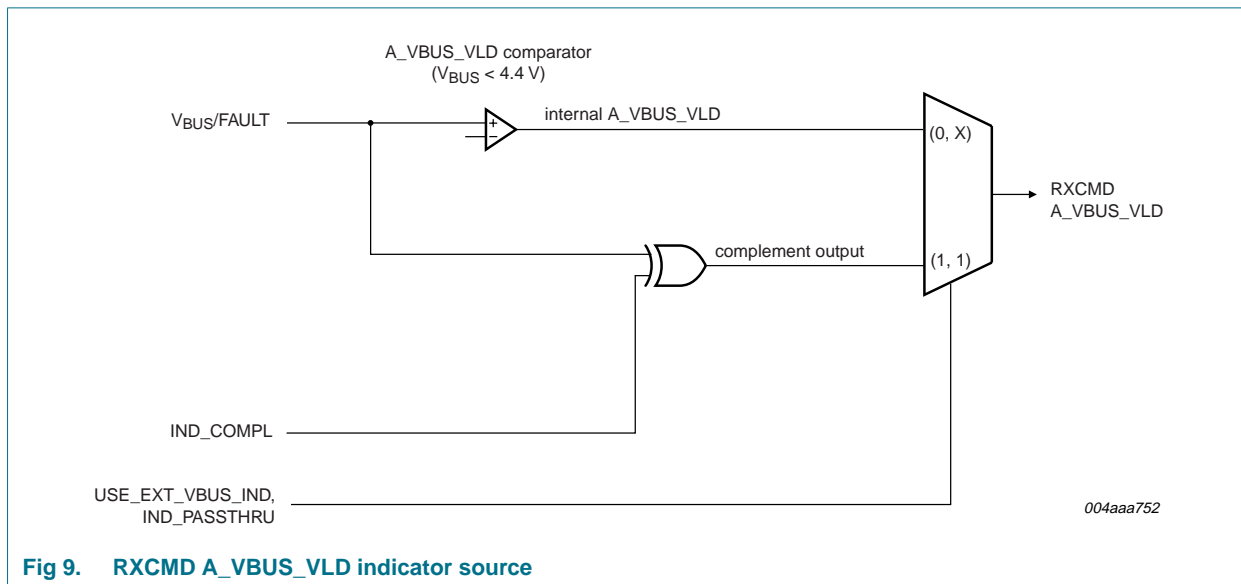 A_VBUS_VLD comparator
(VBUS < 4.4 V)
VBUS/FAULT
+
−
internal A_VBUS_VLD
(0, X)
RXCMD
A_VBUS_VLD
complement output
(1, 1)
IND_COMPL
USE_EXT_VBUS_IND,
IND_PASSTHRU
004aaa752
Fig 9. RXCMD A_VBUS_VLD indicator source